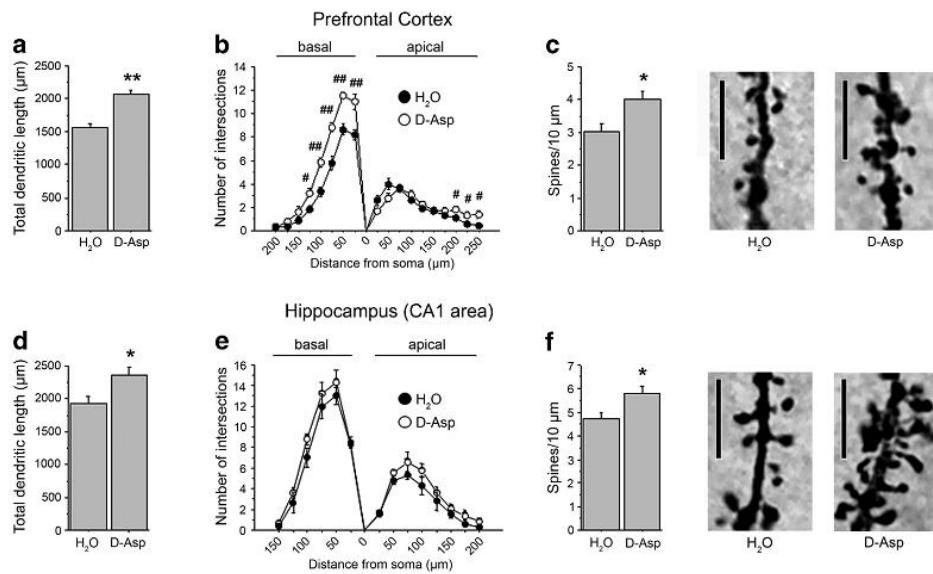 Prefrontal Cortex
a
Total dendritic length (µm)
2500
2000
1500
1000
500
0
**
H₂O D-Asp
b
basal apical
Number of intersections
14
12
10
8
6
4
2
0
# ## ## ## ## ##
H₂O
D-Asp
# # #
200 150 100 50 0 50 100 150 200 250
Distance from soma (µm)
c
Spines/10 µm
5
4
3
2
1
0
*
H₂O D-Asp
H₂O
D-Asp
Hippocampus (CA1 area)
d
Total dendritic length (µm)
2500
2000
1500
1000
500
0
*
H₂O D-Asp
e
basal apical
Number of intersections
16
14
12
10
8
6
4
2
0
H₂O
D-Asp
150 100 50 0 50 100 150 200
Distance from soma (µm)
f
Spines/10 µm
7
6
5
4
3
2
1
0
*
H₂O D-Asp
H₂O
D-Asp